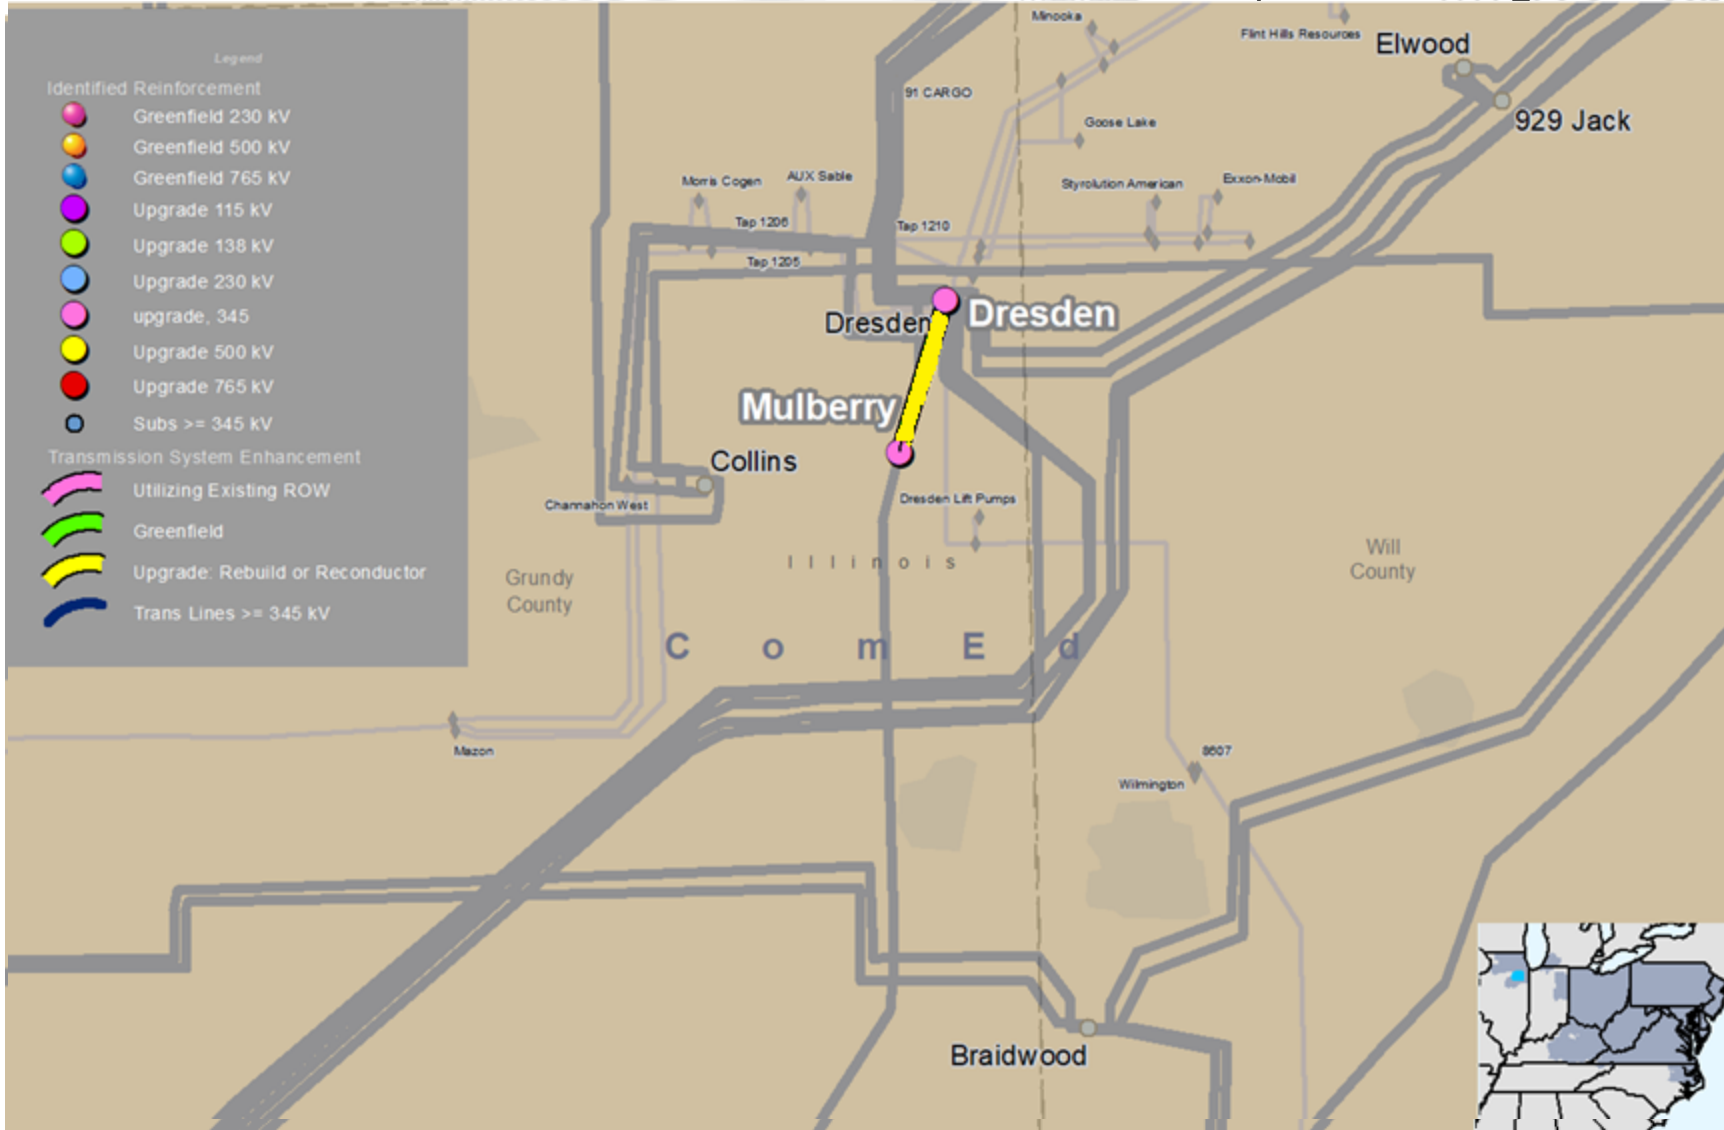 Legend
Identified Reinforcement
Greenfield 230 kV
Greenfield 500 kV
Greenfield 765 kV
Upgrade 115 kV
Upgrade 138 kV
Upgrade 230 kV
upgrade, 345
Upgrade 500 kV
Upgrade 765 kV
Subs >= 345 kV
Transmission System Enhancement
Utilizing Existing ROW
Greenfield
Upgrade: Rebuild or Reconductor
Trans Lines >= 345 kV
Minooka
Flint Hills Resources
Elwood
91 CARGO
929 Jack
Goose Lake
Morris Cogen
AUX Sable
Styrolution American
Exxon-Mobil
Tap 1206
Tap 1210
Tap 1205
Dresden
Dresden
Mulberry
Collins
Channahon West
Dresden Lift Pumps
Illinois
Grundy
County
Will
County
ComEd
Mazon
8607
Wilmington
Braidwood